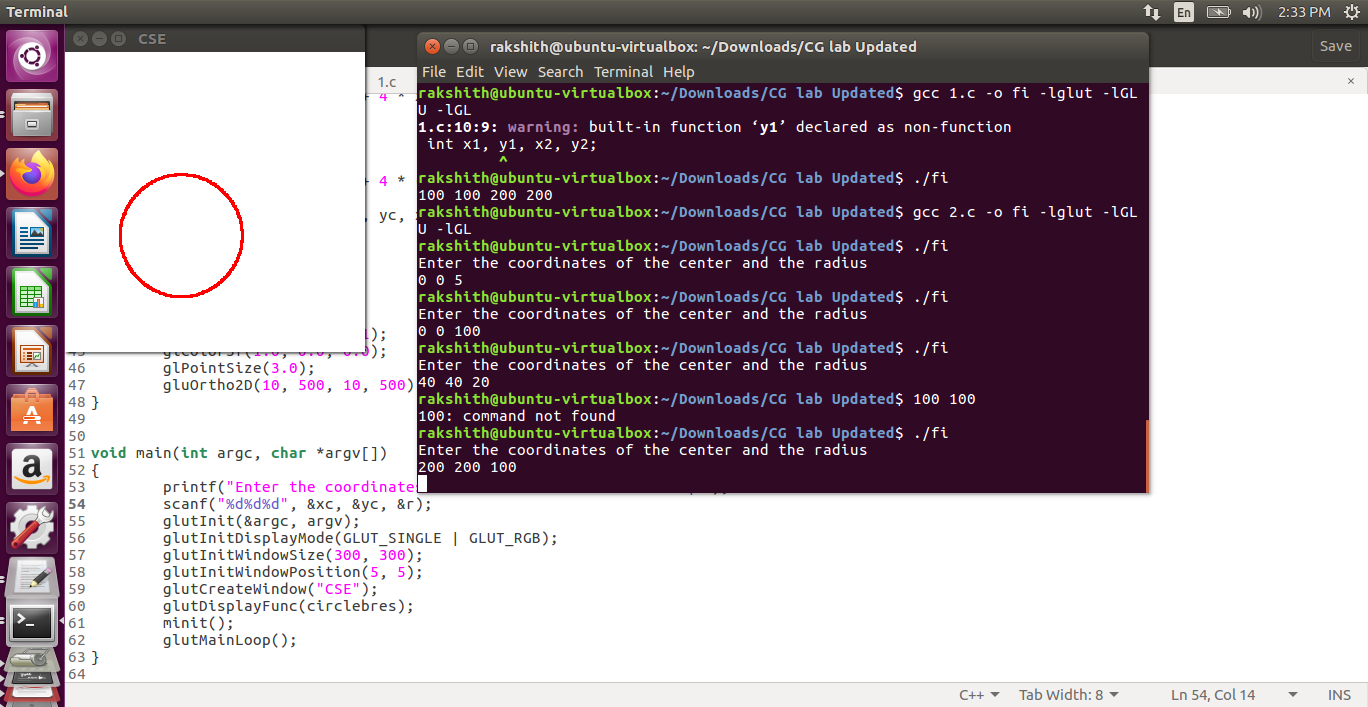 Terminal
En
2:33 PM
CSE
Save
rakshith@ubuntu-virtualbox: ~/Downloads/CG lab Updated
File Edit View Search Terminal Help
rakshith@ubuntu-virtualbox:~/Downloads/CG lab Updated$ gcc 1.c -o fi -lglut -lGL
U -lGL
1.c:10:9: warning: built-in function ‘y1’ declared as non-function
int x1, y1, x2, y2;
^
rakshith@ubuntu-virtualbox:~/Downloads/CG lab Updated$ ./fi
100 100 200 200
rakshith@ubuntu-virtualbox:~/Downloads/CG lab Updated$ gcc 2.c -o fi -lglut -lGL
U -lGL
rakshith@ubuntu-virtualbox:~/Downloads/CG lab Updated$ ./fi
Enter the coordinates of the center and the radius
0 0 5
rakshith@ubuntu-virtualbox:~/Downloads/CG lab Updated$ ./fi
Enter the coordinates of the center and the radius
0 0 100
rakshith@ubuntu-virtualbox:~/Downloads/CG lab Updated$ ./fi
Enter the coordinates of the center and the radius
40 40 20
rakshith@ubuntu-virtualbox:~/Downloads/CG lab Updated$ 100 100
100: command not found
rakshith@ubuntu-virtualbox:~/Downloads/CG lab Updated$ ./fi
Enter the coordinates of the center and the radius
200 200 100
1.c
+ 4 *
+ 4 *
, yc,
);
46 glPointSize(3.0);
47 gluOrtho2D(10, 500, 10, 500)
48 }
49
50
51 void main(int argc, char *argv[])
52 {
53 printf("Enter the coordinate
54 scanf("%d%d%d", &xc, &yc, &r);
55 glutInit(&argc, argv);
56 glutInitDisplayMode(GLUT_SINGLE | GLUT_RGB);
57 glutInitWindowSize(300, 300);
58 glutInitWindowPosition(5, 5);
59 glutCreateWindow("CSE");
60 glutDisplayFunc(circlebres);
61 minit();
62 glutMainLoop();
63 }
64
C++ Tab Width: 8 Ln 54, Col 14 INS